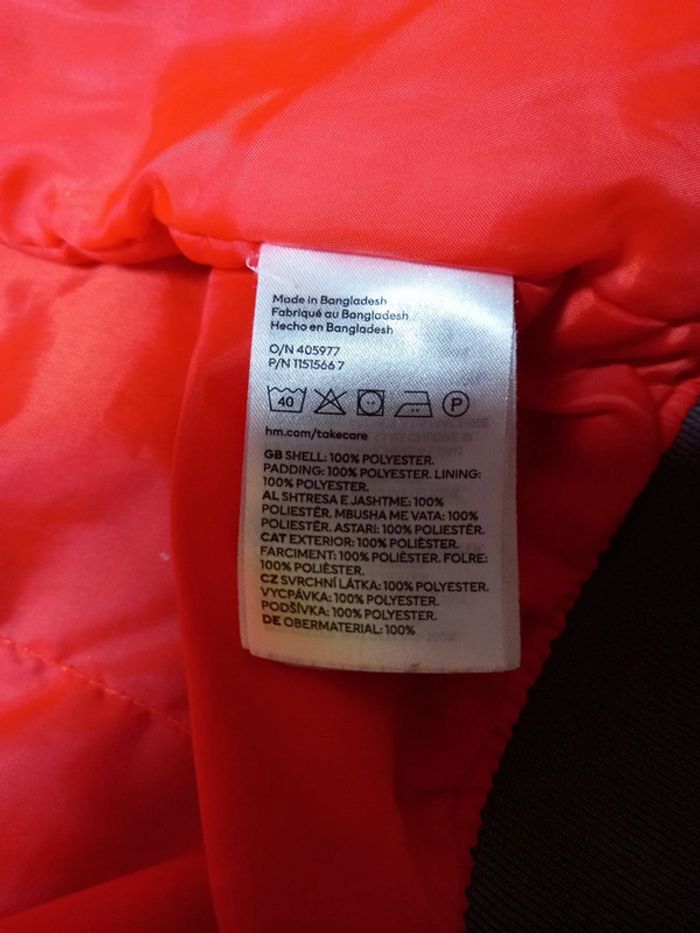 Made in Bangladesh
Fabriqué au Bangladesh
Hecho en Bangladesh
O/N 405977
P/N 1151566 7
40
P
hm.com/takecare
GB SHELL: 100% POLYESTER.
PADDING: 100% POLYESTER. LINING:
100% POLYESTER.
AL SHTRESA E JASHTME: 100%
POLIESTËR. MBUSHA ME VATA: 100%
POLIESTËR. ASTARI: 100% POLIESTËR.
CAT EXTERIOR: 100% POLIÈSTER.
FARCIMENT: 100% POLIÈSTER. FOLRE:
100% POLIÈSTER.
CZ SVRCHNÍ LÁTKA: 100% POLYESTER.
VYCPÁVKA: 100% POLYESTER.
PODŠÍVKA: 100% POLYESTER.
DE OBERMATERIAL: 100%